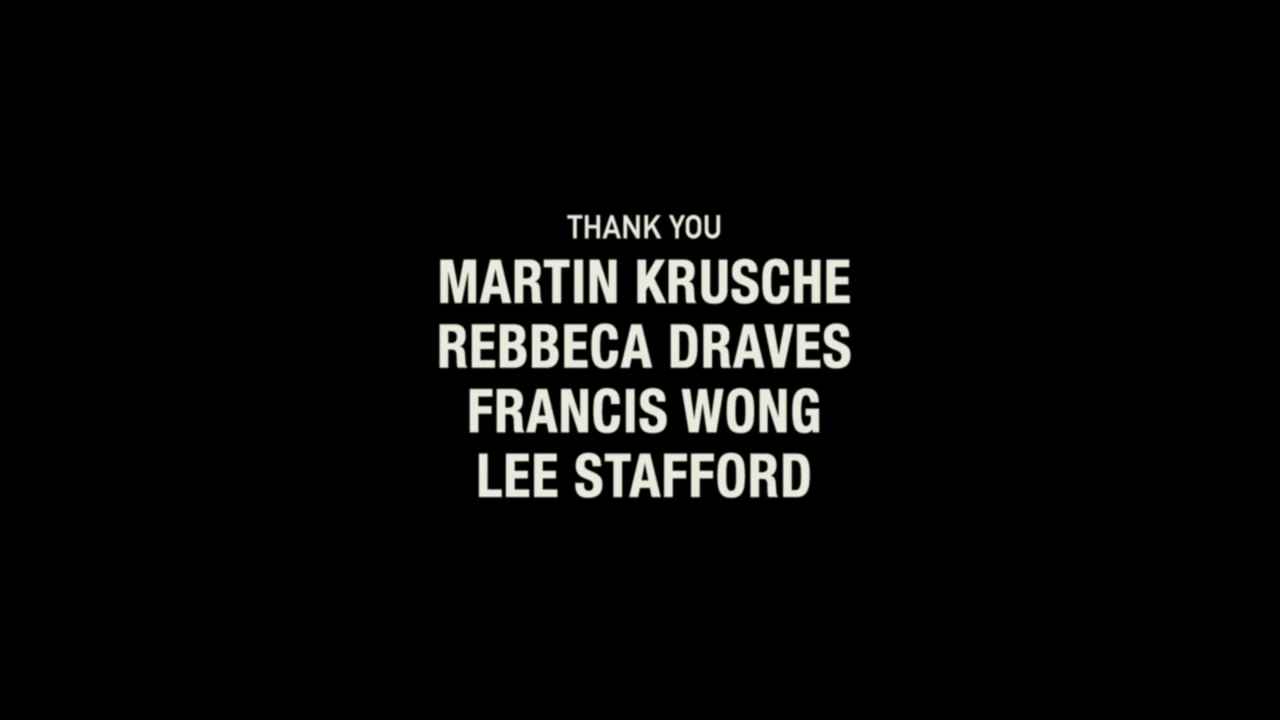 THANK YOU
MARTIN KRUSCHE
REBBECA DRAVES
FRANCIS WONG
LEE STAFFORD